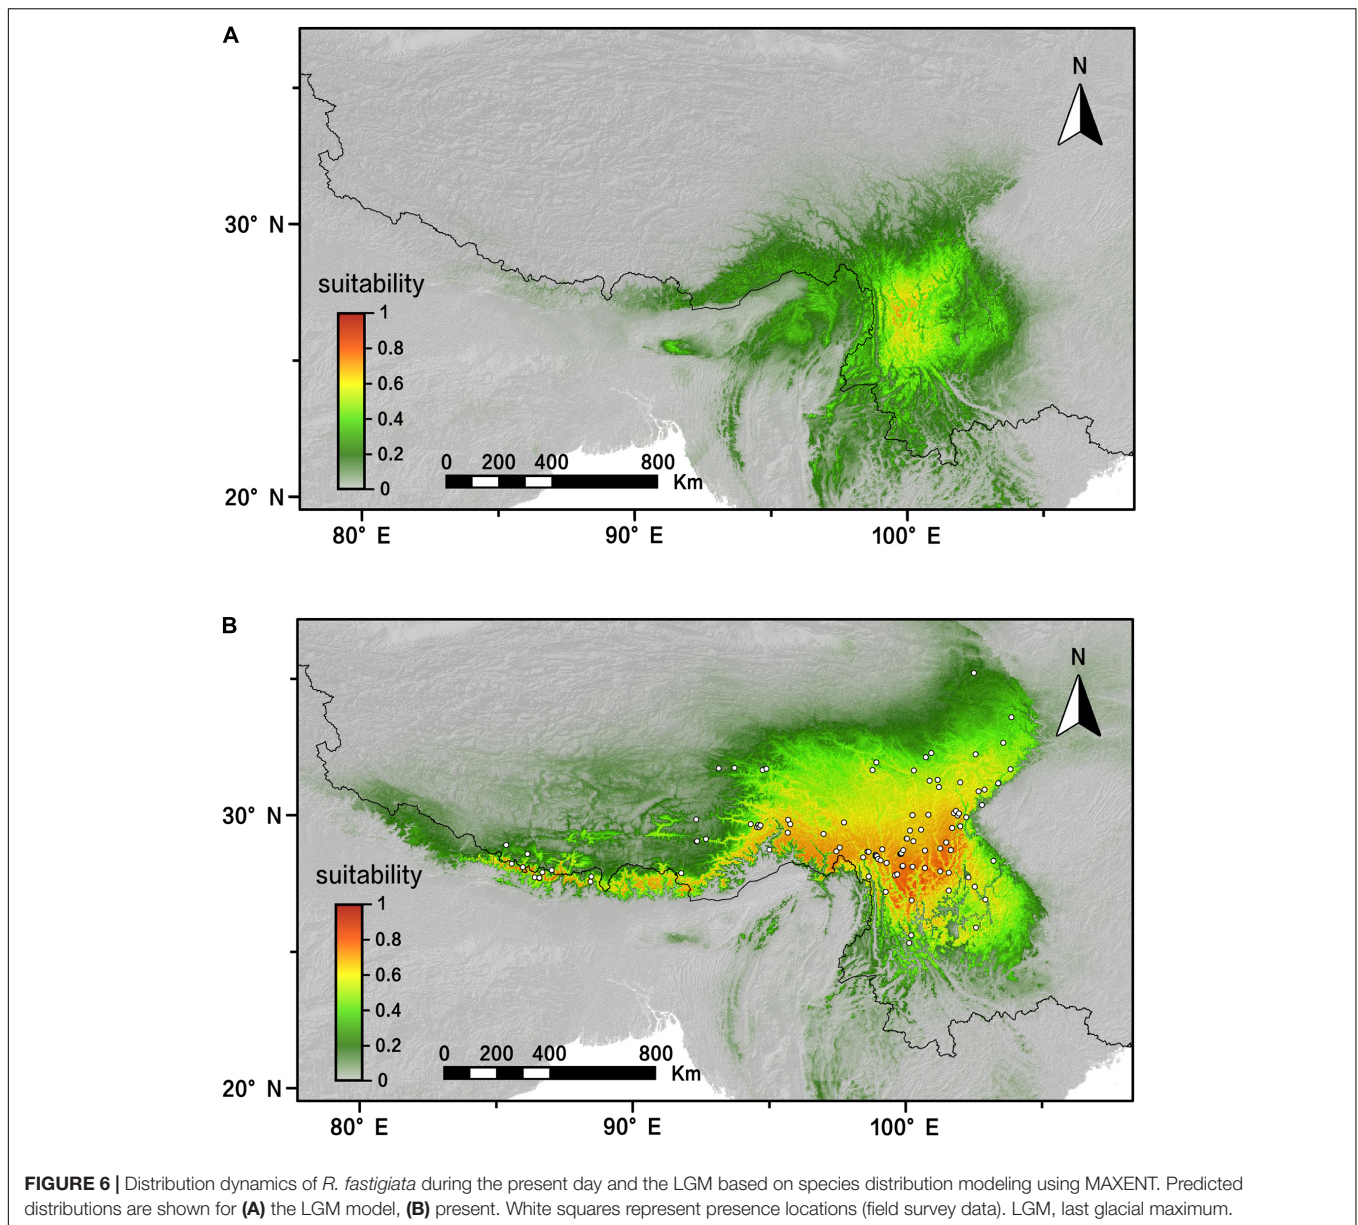 A
N
30° N
suitability
1
0.8
0.6
0.4
0.2
0
0 200 400 800
Km
20° N
80° E 90° E 100° E
B
N
30° N
suitability
1
0.8
0.6
0.4
0.2
0
0 200 400 800
Km
20° N
80° E 90° E 100° E
FIGURE 6 | Distribution dynamics of R. fastigiata during the present day and the LGM based on species distribution modeling using MAXENT. Predicted
distributions are shown for (A) the LGM model, (B) present. White squares represent presence locations (field survey data). LGM, last glacial maximum.